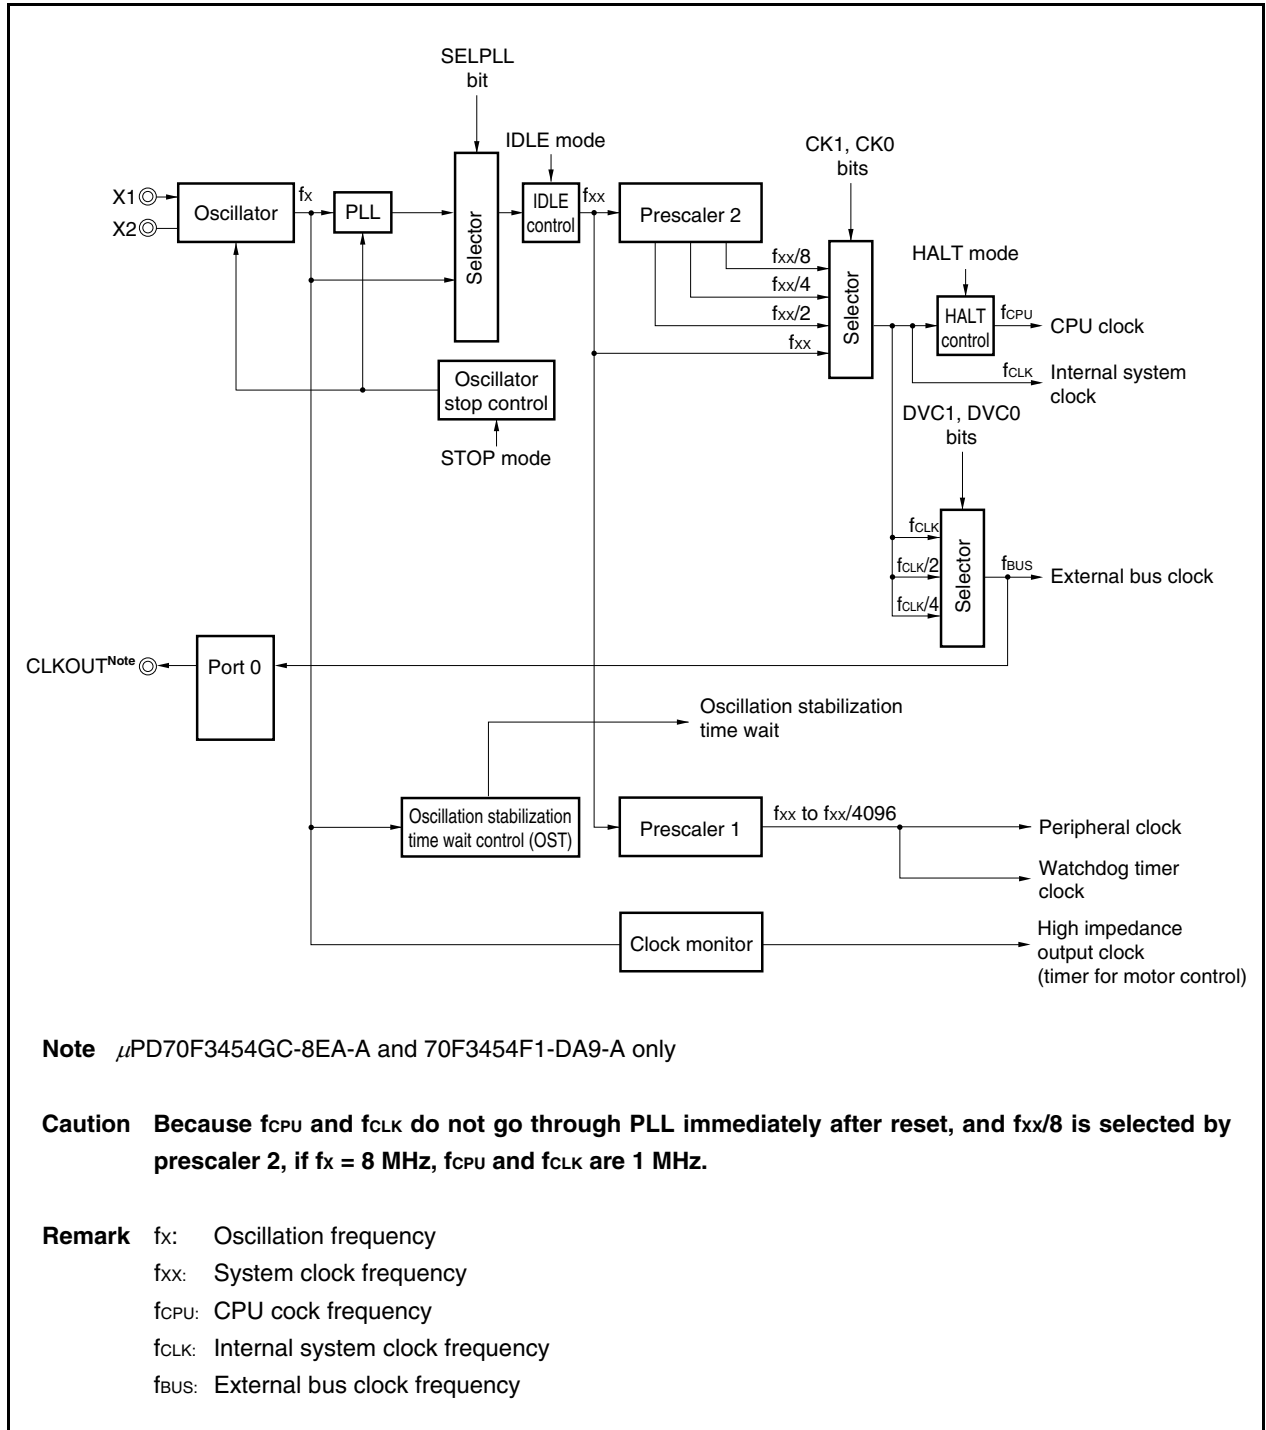 SELPLL
bit
IDLE mode
CK1, CK0
bits
X1
X2
Oscillator
fX
PLL
Selector
IDLE
control
fXX
Prescaler 2
fXX/8
fXX/4
fXX/2
fXX
Selector
HALT mode
HALT
control
fCPU
CPU clock
fCLK
Internal system
clock
Oscillator
stop control
STOP mode
DVC1, DVC0
bits
fCLK
fCLK/2
fCLK/4
Selector
fBUS
External bus clock
CLKOUTNote
Port 0
Oscillation stabilization
time wait
Oscillation stabilization
time wait control (OST)
Prescaler 1
fXX to fXX/4096
Peripheral clock
Watchdog timer
clock
Clock monitor
High impedance
output clock
(timer for motor control)
Note μPD70F3454GC-8EA-A and 70F3454F1-DA9-A only
Caution Because fCPU and fCLK do not go through PLL immediately after reset, and fXX/8 is selected by
prescaler 2, if fX = 8 MHz, fCPU and fCLK are 1 MHz.
Remark fX: Oscillation frequency
fXX: System clock frequency
fCPU: CPU cock frequency
fCLK: Internal system clock frequency
fBUS: External bus clock frequency